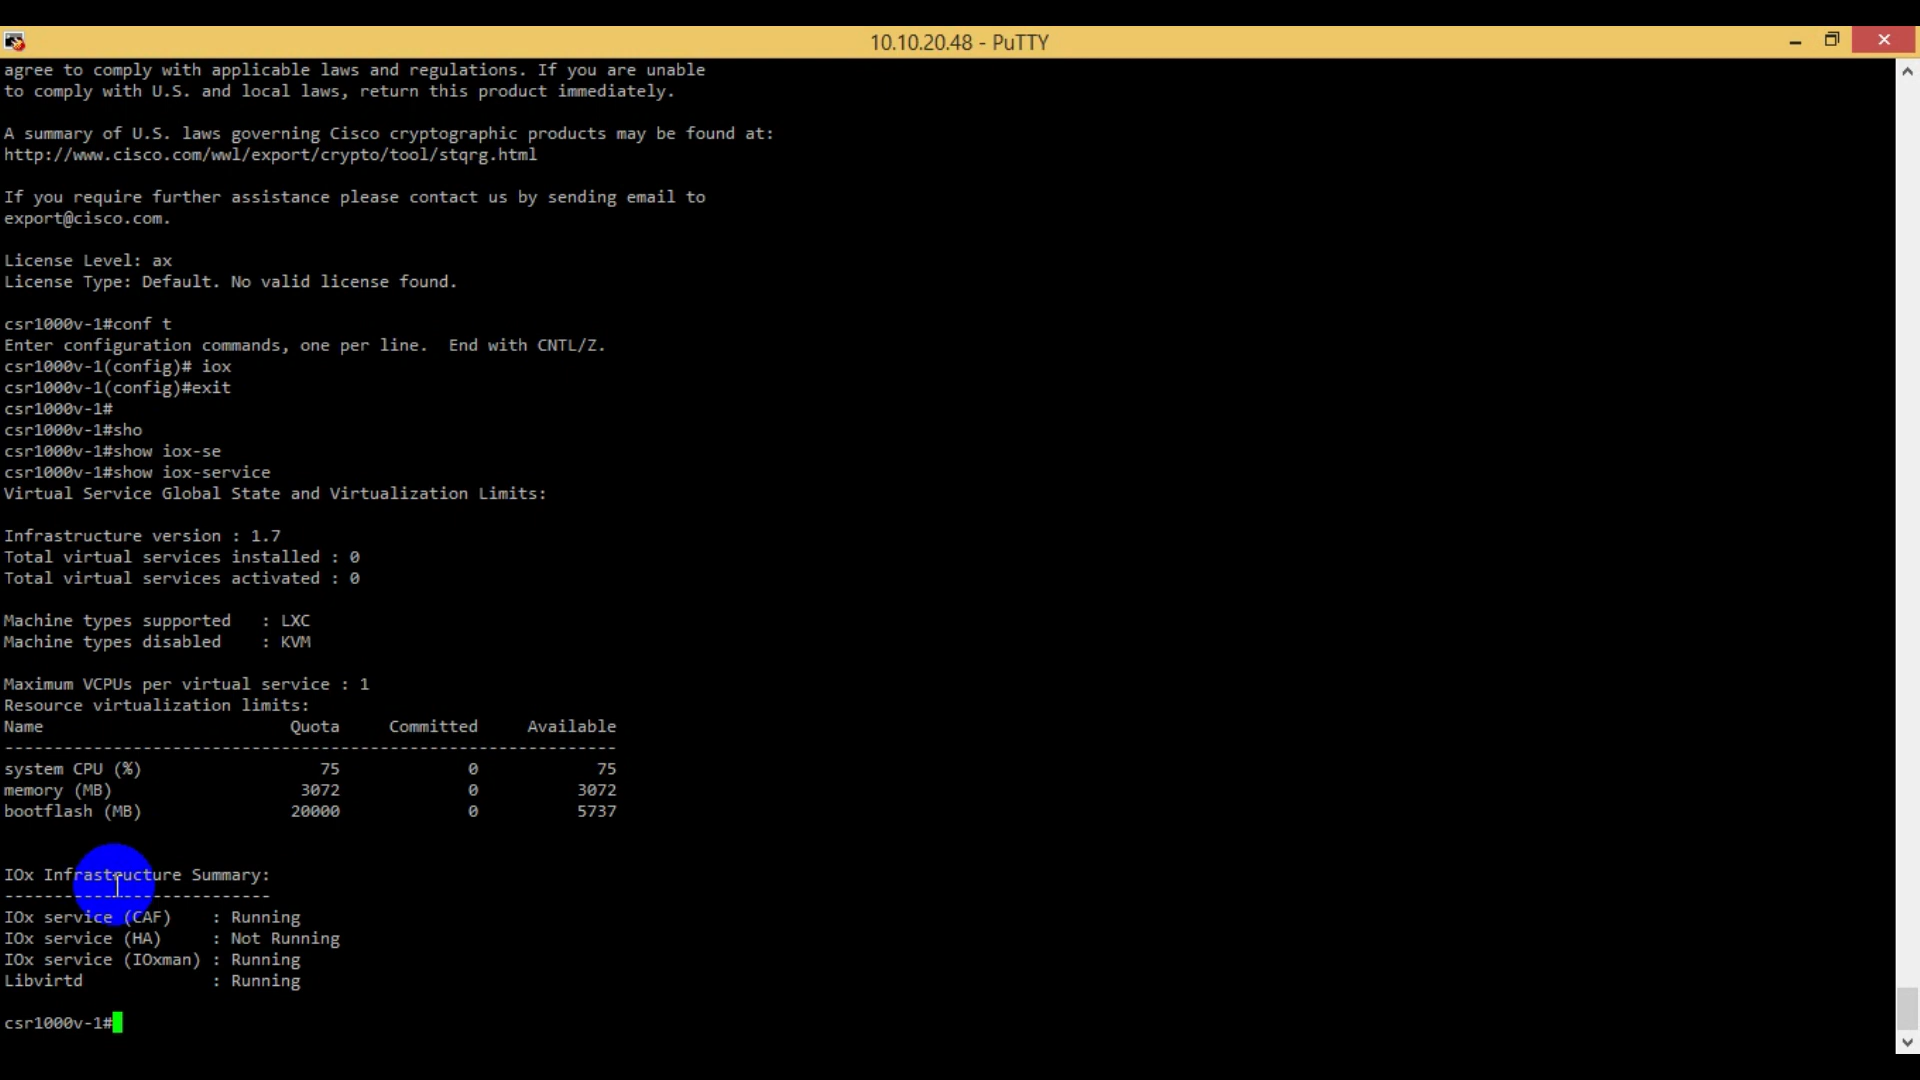 10.10.20.48 - PuTTY
agree to comply with applicable laws and regulations. If you are unable
to comply with U.S. and local laws, return this product immediately.
A summary of U.S. laws governing Cisco cryptographic products may be found at:
http://www.cisco.com/wwl/export/crypto/tool/stqrg.html
If you require further assistance please contact us by sending email to
export@cisco.com.
License Level: ax
License Type: Default. No valid license found.
csr1000v-1#conf t
Enter configuration commands, one per line.  End with CNTL/Z.
csr1000v-1(config)# iox
csr1000v-1(config)#exit
csr1000v-1#
csr1000v-1#sho
csr1000v-1#show iox-se
csr1000v-1#show iox-service
Virtual Service Global State and Virtualization Limits:
Infrastructure version : 1.7
Total virtual services installed : 0
Total virtual services activated : 0
Machine types supported   : LXC
Machine types disabled    : KVM
Maximum VCPUs per virtual service : 1
Resource virtualization limits:
Name                         Quota     Committed     Available
--------------------------------------------------------------
system CPU (%)                  75             0            75
memory (MB)                   3072             0          3072
bootflash (MB)               20000             0          5737
IOx Infrastructure Summary:
---------------------------
IOx service (CAF)    : Running
IOx service (HA)     : Not Running
IOx service (IOxman) : Running
Libvirtd             : Running
csr1000v-1#